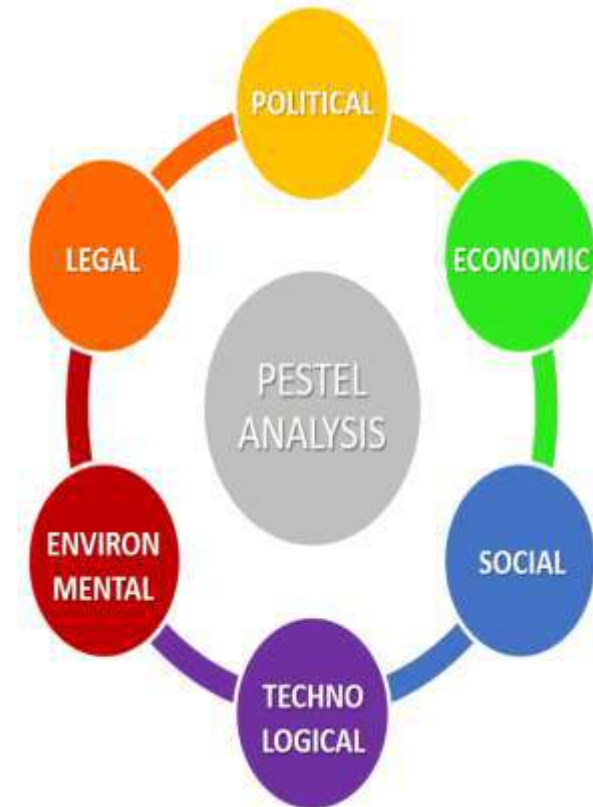 POLITICAL
ECONOMIC
SOCIAL
TECHNO
LOGICAL
ENVIRON
MENTAL
LEGAL
PESTEL
ANALYSIS